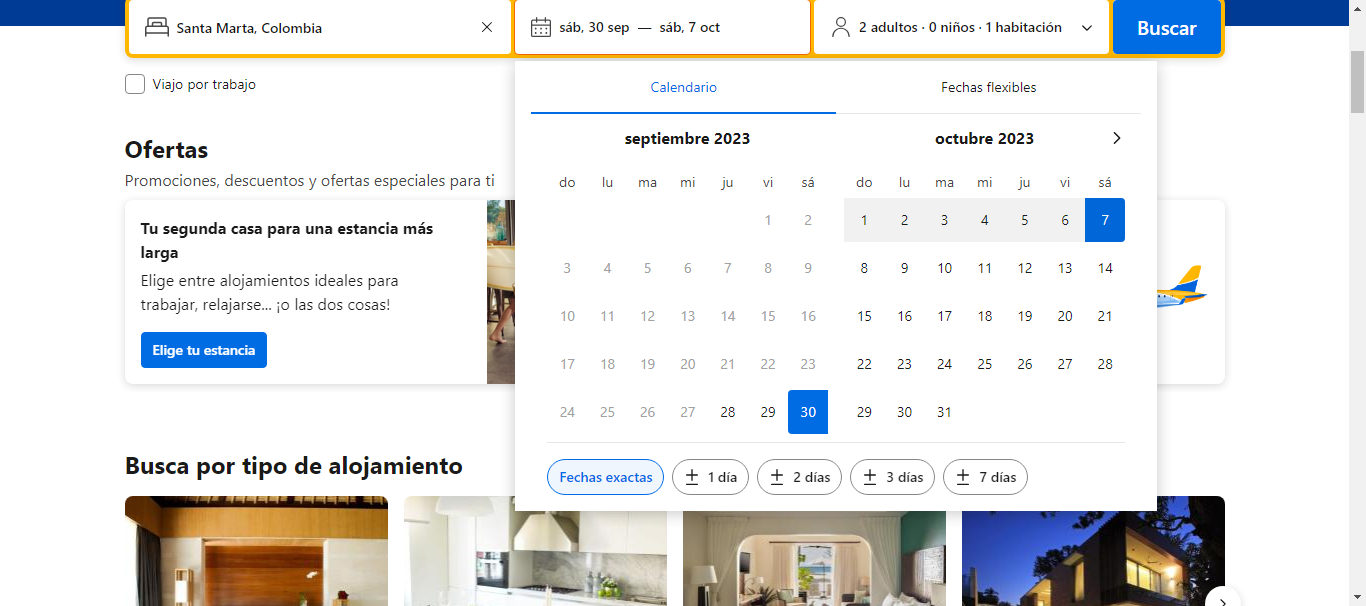 Santa Marta, Colombia
sáb, 30 sep — sáb, 7 oct
2 adultos · 0 niños · 1 habitación
Buscar
Viajo por trabajo
Calendario
Fechas flexibles
Ofertas
Promociones, descuentos y ofertas especiales para ti
Tu segunda casa para una estancia más
larga
Elige entre alojamientos ideales para
trabajar, relajarse... ¡o las dos cosas!
Elige tu estancia
septiembre 2023
do lu ma mi ju vi sá
1 2
3 4 5 6 7 8 9
10 11 12 13 14 15 16
17 18 19 20 21 22 23
24 25 26 27 28 29 30
octubre 2023
do lu ma mi ju vi sá
1 2 3 4 5 6 7
8 9 10 11 12 13 14
15 16 17 18 19 20 21
22 23 24 25 26 27 28
29 30 31
Fechas exactas
± 1 día
± 2 días
± 3 días
± 7 días
Busca por tipo de alojamiento